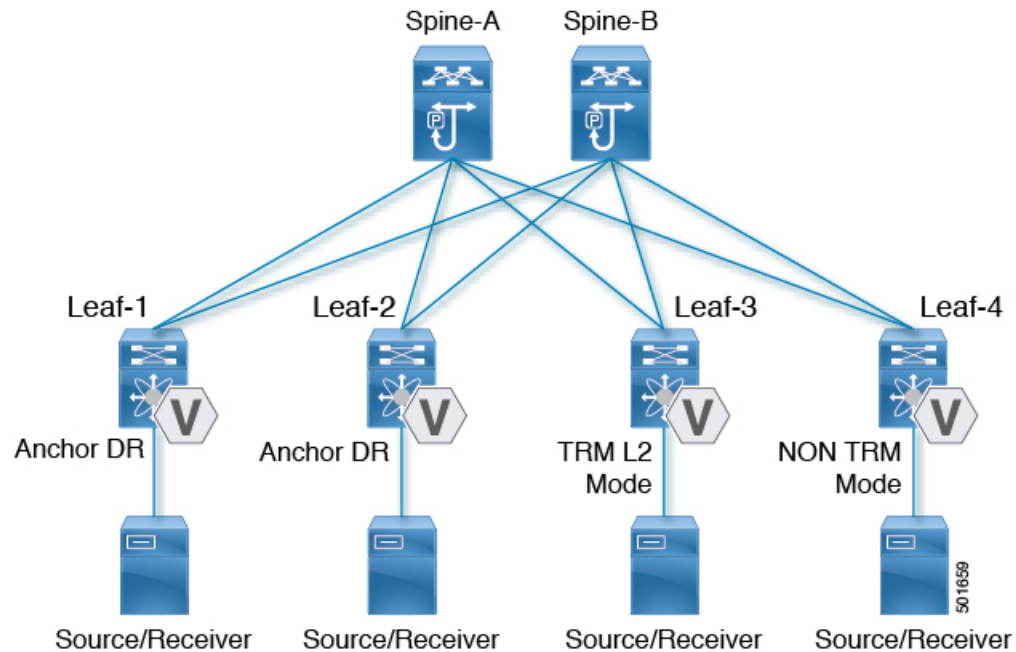 Spine-A
Spine-B
P
P
Leaf-1
Leaf-2
Leaf-3
Leaf-4
V
V
V
V
Anchor DR
Anchor DR
TRM L2
Mode
NON TRM
Mode
501659
Source/Receiver
Source/Receiver
Source/Receiver
Source/Receiver